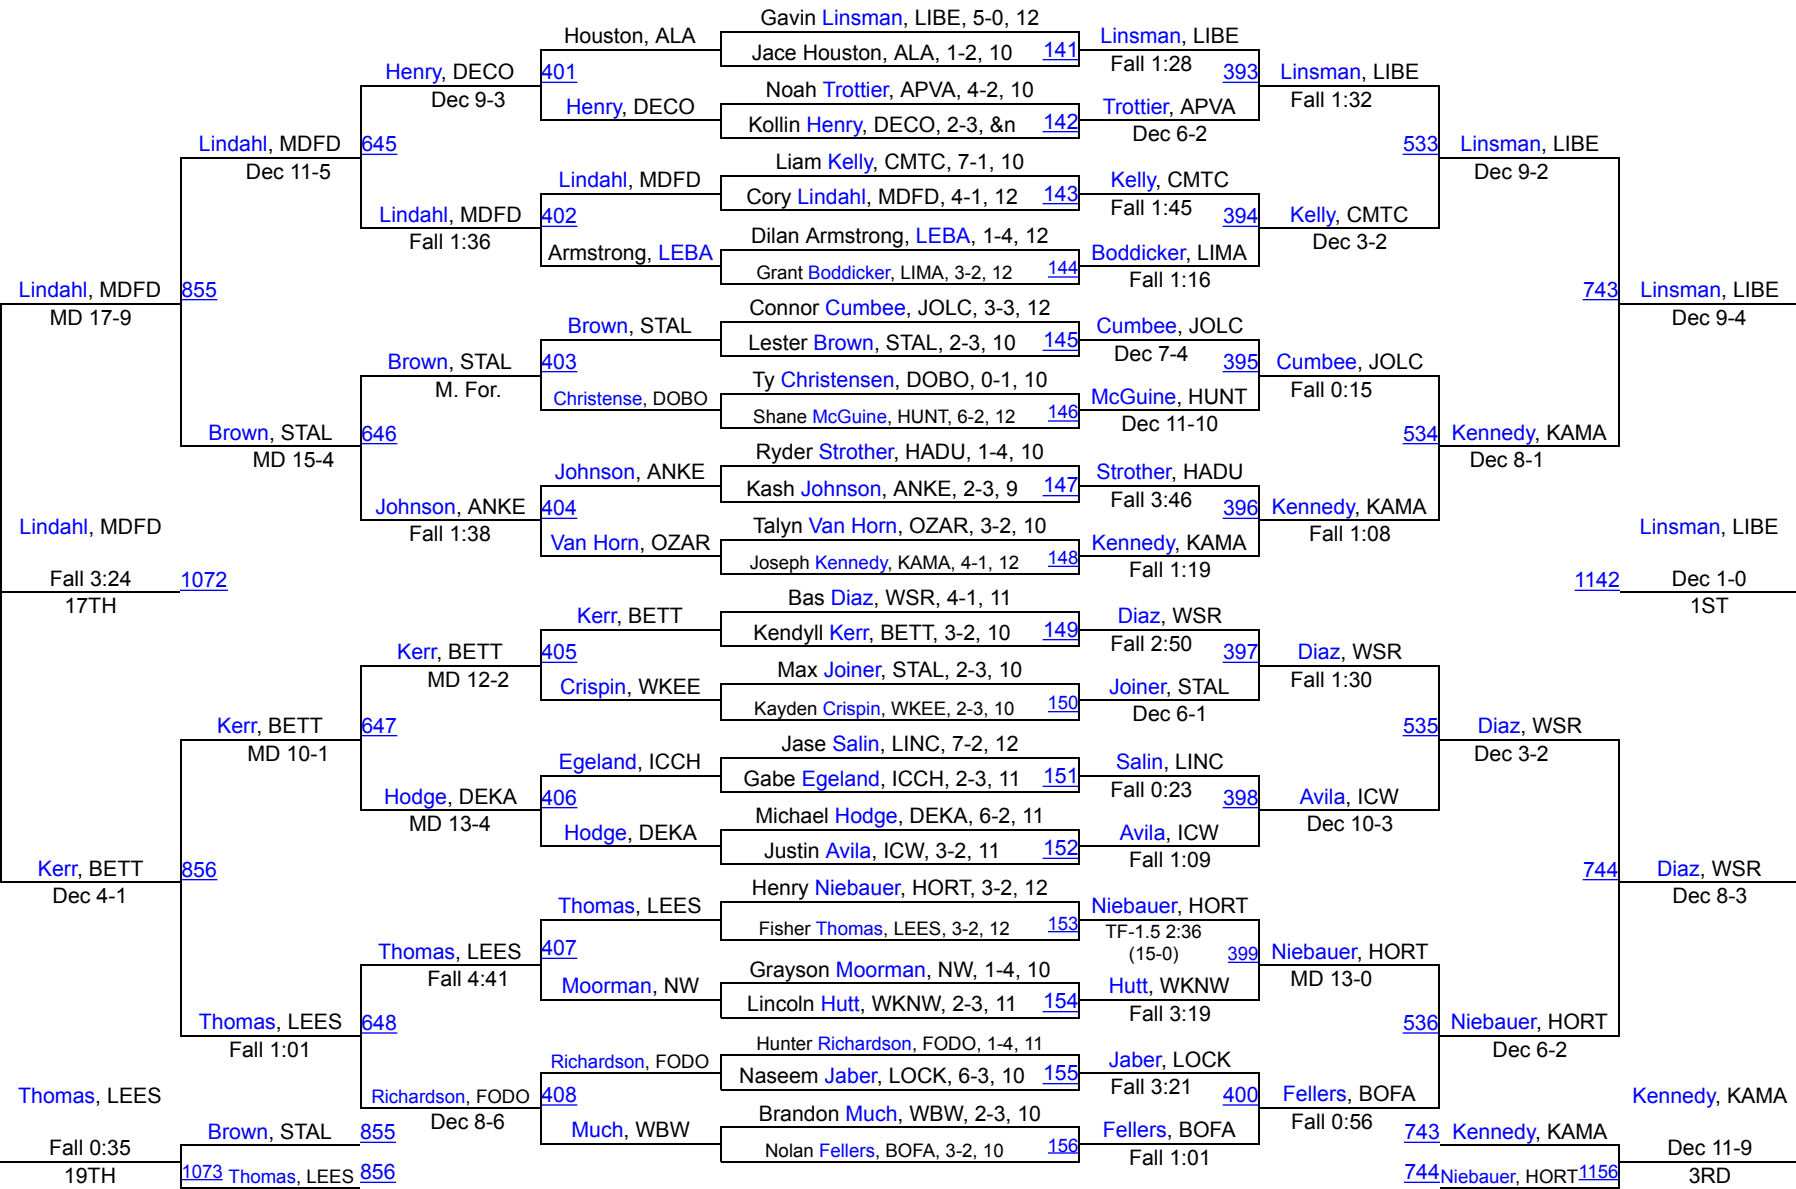 Gavin Linsman, LIBE, 5-0, 12
Houston, ALA
Linsman, LIBE
Jace Houston, ALA, 1-2, 10 141
Fall 1:28
Henry, DECO
401
393
Linsman, LIBE
Dec 9-3
Noah Trottier, APVA, 4-2, 10
Fall 1:32
Henry, DECO
Trottier, APVA
Kollin Henry, DECO, 2-3, &n 142
Dec 6-2
Lindahl, MDFD
645
533
Linsman, LIBE
Dec 11-5
Liam Kelly, CMTC, 7-1, 10
Dec 9-2
Lindahl, MDFD
Kelly, CMTC
Cory Lindahl, MDFD, 4-1, 12 143
Fall 1:45
Lindahl, MDFD
402
394
Kelly, CMTC
Fall 1:36
Dilan Armstrong, LEBA, 1-4, 12
Dec 3-2
Armstrong, LEBA
Boddicker, LIMA
Grant Boddicker, LIMA, 3-2, 12 144
Fall 1:16
Lindahl, MDFD
855
743
Linsman, LIBE
MD 17-9
Connor Cumbee, JOLC, 3-3, 12
Dec 9-4
Brown, STAL
Cumbee, JOLC
Lester Brown, STAL, 2-3, 10 145
Dec 7-4
Brown, STAL
403
395
Cumbee, JOLC
M. For.
Ty Christensen, DOBO, 0-1, 10
Fall 0:15
Christense, DOBO
McGuine, HUNT
Shane McGuine, HUNT, 6-2, 12 146
Dec 11-10
Brown, STAL
646
534
Kennedy, KAMA
MD 15-4
Ryder Strother, HADU, 1-4, 10
Dec 8-1
Johnson, ANKE
Strother, HADU
Kash Johnson, ANKE, 2-3, 9 147
Fall 3:46
Johnson, ANKE
404
396
Kennedy, KAMA
Lindahl, MDFD
Fall 1:38
Talyn Van Horn, OZAR, 3-2, 10
Fall 1:08
Linsman, LIBE
Van Horn, OZAR
Kennedy, KAMA
Joseph Kennedy, KAMA, 4-1, 12 148
Fall 1:19
Fall 3:24
1072
1142
Dec 1-0
17TH
1ST
Bas Diaz, WSR, 4-1, 11
Kerr, BETT
Diaz, WSR
Kendyll Kerr, BETT, 3-2, 10 149
Fall 2:50
Kerr, BETT
405
397
Diaz, WSR
MD 12-2
Max Joiner, STAL, 2-3, 10
Fall 1:30
Crispin, WKEE
Joiner, STAL
Kayden Crispin, WKEE, 2-3, 10 150
Dec 6-1
Kerr, BETT
647
535
Diaz, WSR
MD 10-1
Jase Salin, LINC, 7-2, 12
Dec 3-2
Egeland, ICCH
Salin, LINC
Gabe Egeland, ICCH, 2-3, 11 151
Fall 0:23
Hodge, DEKA
406
398
Avila, ICW
MD 13-4
Michael Hodge, DEKA, 6-2, 11
Dec 10-3
Hodge, DEKA
Avila, ICW
Justin Avila, ICW, 3-2, 11 152
Fall 1:09
Kerr, BETT
856
744
Diaz, WSR
Dec 4-1
Henry Niebauer, HORT, 3-2, 12
Dec 8-3
Thomas, LEES
Niebauer, HORT
Fisher Thomas, LEES, 3-2, 12 153
TF-1.5 2:36
(15-0)
Thomas, LEES
407
399
Niebauer, HORT
Fall 4:41
Grayson Moorman, NW, 1-4, 10
MD 13-0
Moorman, NW
Hutt, WKNW
Lincoln Hutt, WKNW, 2-3, 11 154
Fall 3:19
Thomas, LEES
648
536
Niebauer, HORT
Fall 1:01
Hunter Richardson, FODO, 1-4, 11
Dec 6-2
Richardson, FODO
Jaber, LOCK
Naseem Jaber, LOCK, 6-3, 10 155
Fall 3:21
Thomas, LEES
Richardson, FODO
408
400
Fellers, BOFA
Kennedy, KAMA
Dec 8-6
Brandon Much, WBW, 2-3, 10
Fall 0:56
Brown, STAL
855
Much, WBW
Fellers, BOFA
743
Kennedy, KAMA
Fall 0:35
Nolan Fellers, BOFA, 3-2, 10 156
Fall 1:01
Dec 11-9
19TH
1073
Thomas, LEES
856
744
Niebauer, HORT
1156
3RD